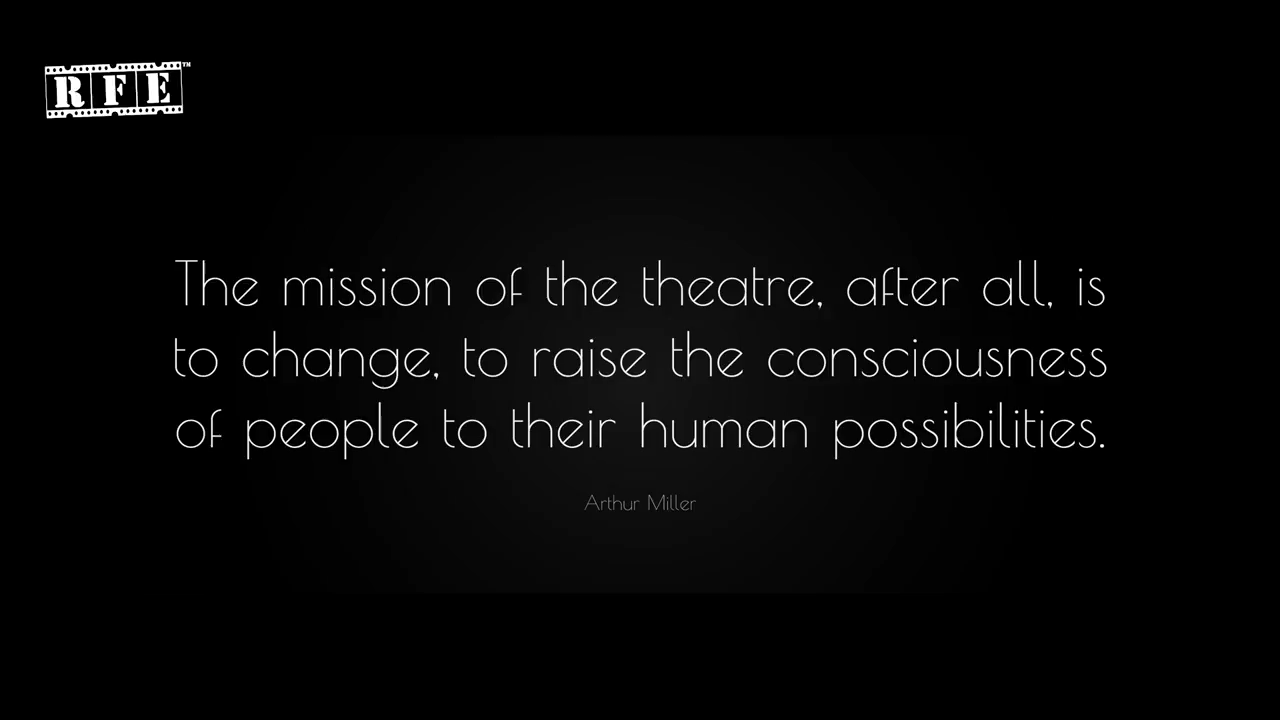 RFE™
The mission of the theatre, after all, is
to change, to raise the consciousness
of people to their human possibilities.
Arthur Miller